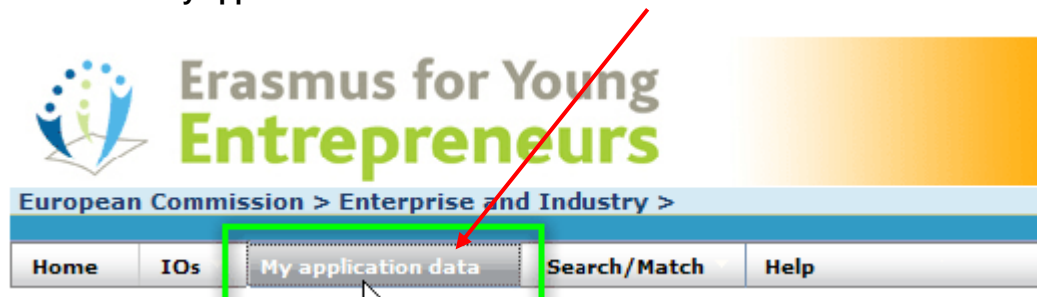 Erasmus for Young
Entrepreneurs
European Commission > Enterprise and Industry >
Home IOs My application data Search/Match Help